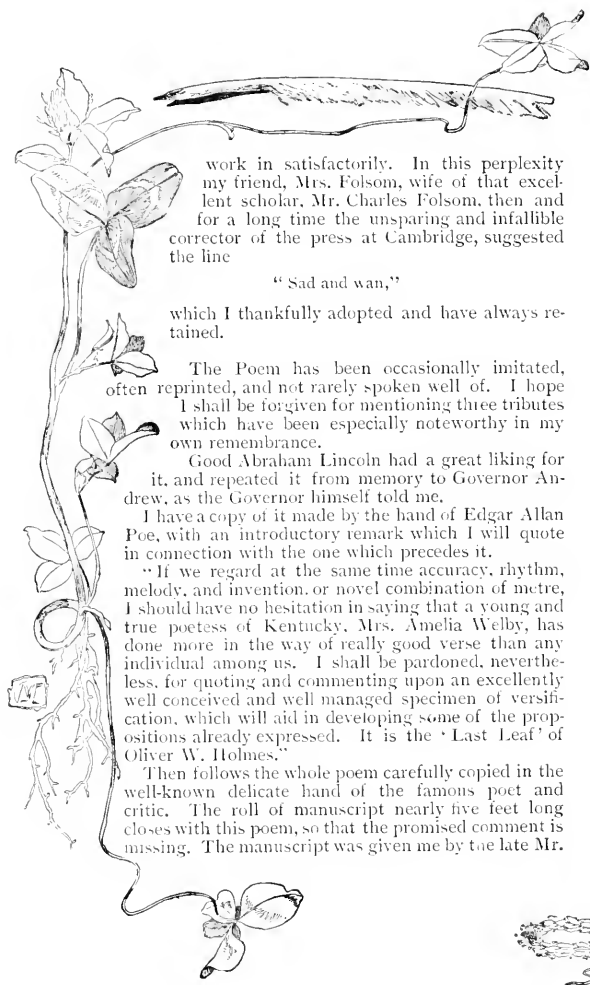 work in satisfactorily. In this perplexity
my friend, Mrs. Folsom, wife of that excel-
lent scholar, Mr. Charles Folsom, then and
for a long time the unsparing and infallible
corrector of the press at Cambridge, suggested
the line
“ Sad and wan,”
which I thankfully adopted and have always re-
tained.
The Poem has been occasionally imitated,
often reprinted, and not rarely spoken well of. I hope
I shall be forgiven for mentioning three tributes
which have been especially noteworthy in my
own remembrance.
Good Abraham Lincoln had a great liking for
it, and repeated it from memory to Governor An-
drew, as the Governor himself told me.
I have a copy of it made by the hand of Edgar Allan
Poe, with an introductory remark which I will quote
in connection with the one which precedes it.
“ If we regard at the same time accuracy, rhythm,
melody, and invention, or novel combination of metre,
I should have no hesitation in saying that a young and
true poetess of Kentucky, Mrs. Amelia Welby, has
done more in the way of really good verse than any
individual among us. I shall be pardoned, neverthe-
less, for quoting and commenting upon an excellently
well conceived and well managed specimen of versifi-
cation, which will aid in developing some of the prop-
ositions already expressed. It is the ‘ Last Leaf ’ of
Oliver W. Holmes.”
Then follows the whole poem carefully copied in the
well-known delicate hand of the famous poet and
critic. The roll of manuscript nearly five feet long
closes with this poem, so that the promised comment is
missing. The manuscript was given me by the late Mr.